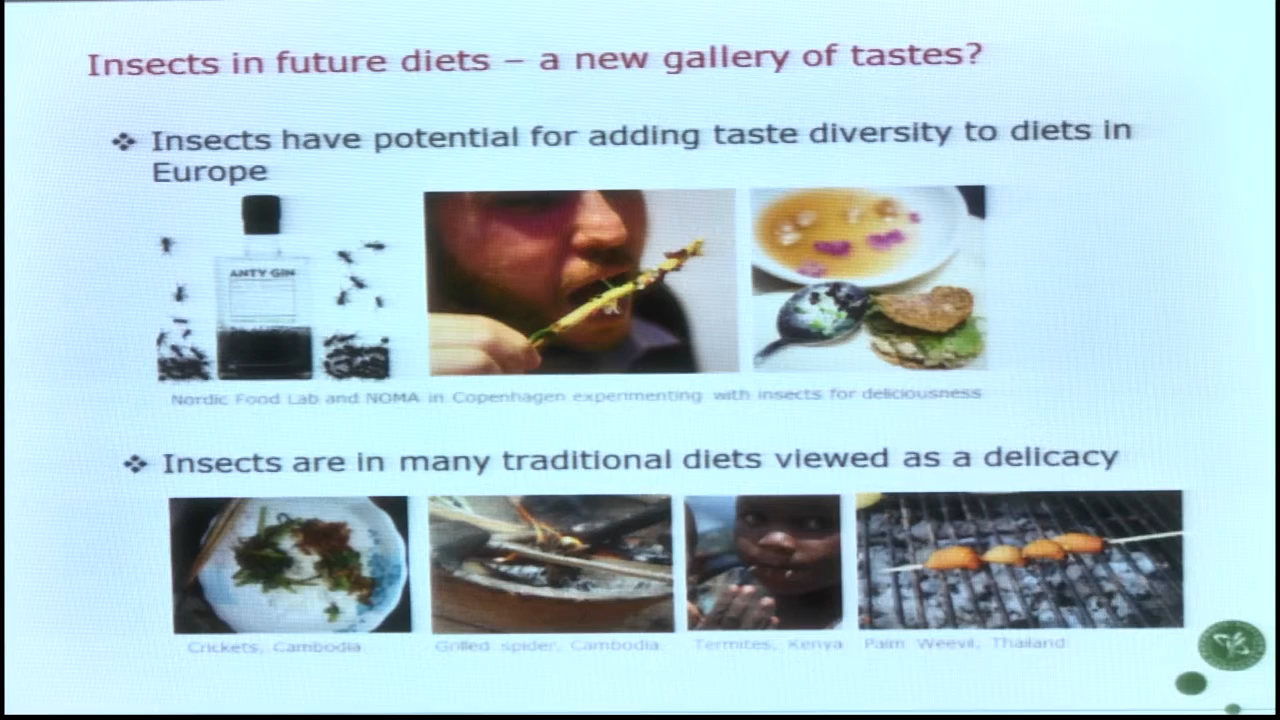 Insects in future diets – a new gallery of tastes?
❖ Insects have potential for adding taste diversity to diets in
Europe
ANTY GIN
Nordic Food Lab and NOMA in Copenhagen experimenting with insects for deliciousness
❖ Insects are in many traditional diets viewed as a delicacy
Crickets, Cambodia
Grilled spider, Cambodia
Termites, Kenya
Palm Weevil, Thailand